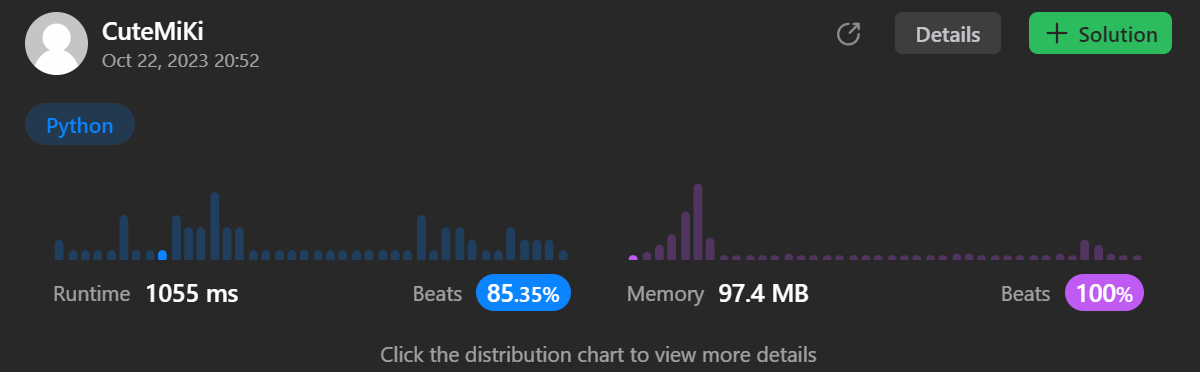 CuteMiKi
Oct 22, 2023 20:52
Details
Solution
Python
Runtime 1055 ms Beats 85.35%
Memory 97.4 MB Beats 100%
Click the distribution chart to view more details